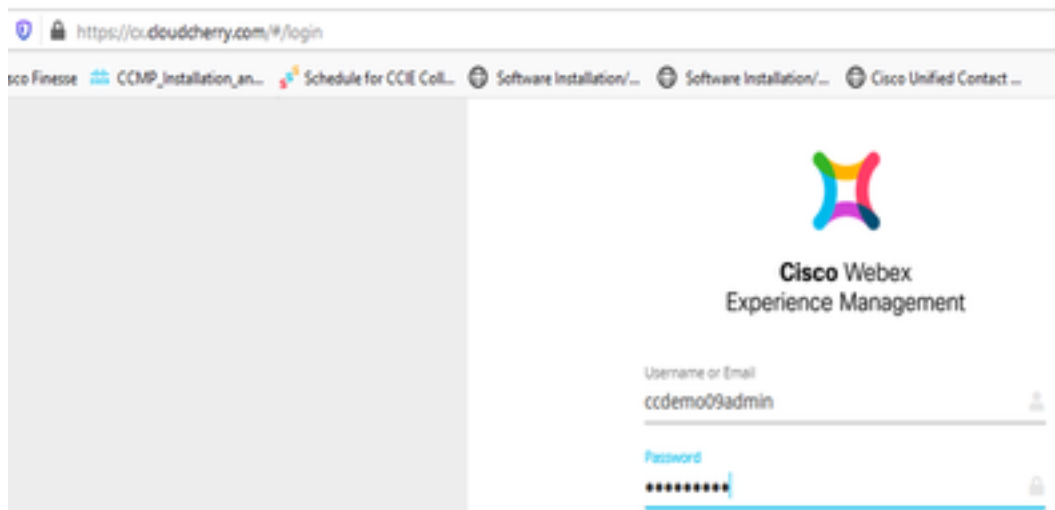 https://cx.cloudcherry.com/#/login
sco Finesse CCMP_Installation_an... Schedule for CCIE Coll... Software Installation/... Software Installation/... Cisco Unified Contact ...
Cisco Webex
Experience Management
Username or Email
ccdemo09admin
Password
•••••••••